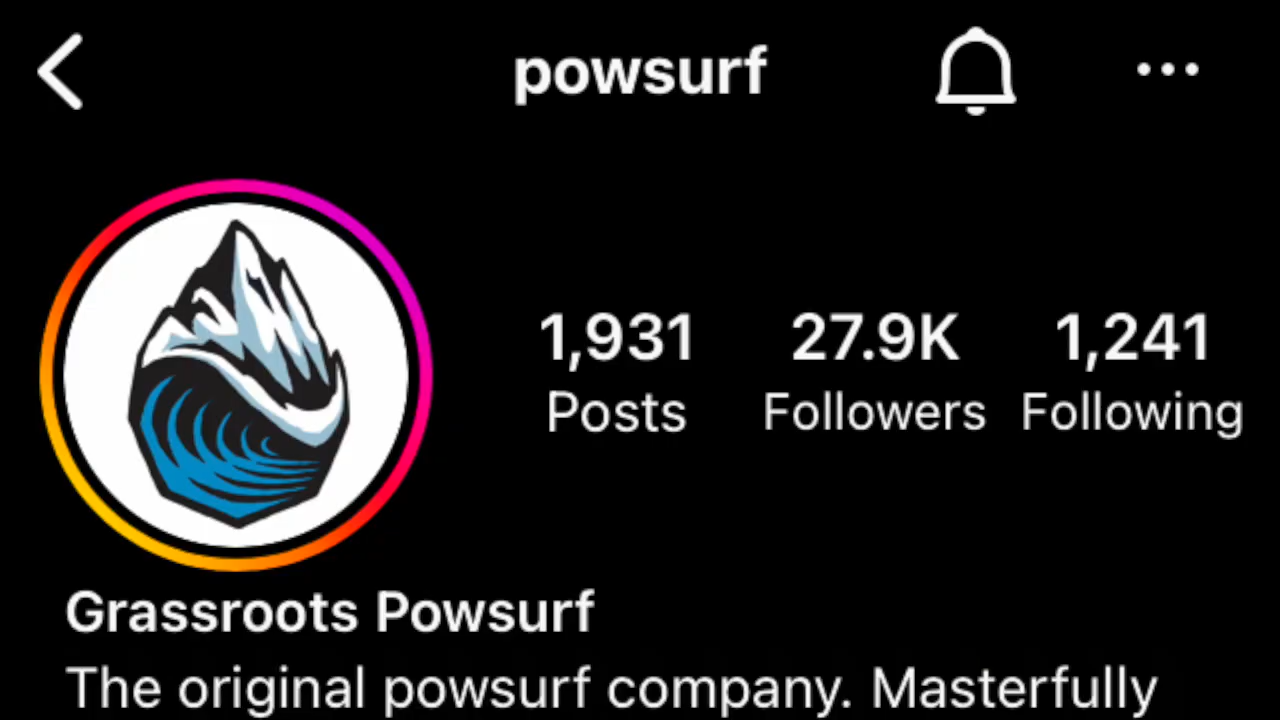 powsurf
1,931 27.9K 1,241
Posts Followers Following
Grassroots Powsurf
The original powsurf company. Masterfully